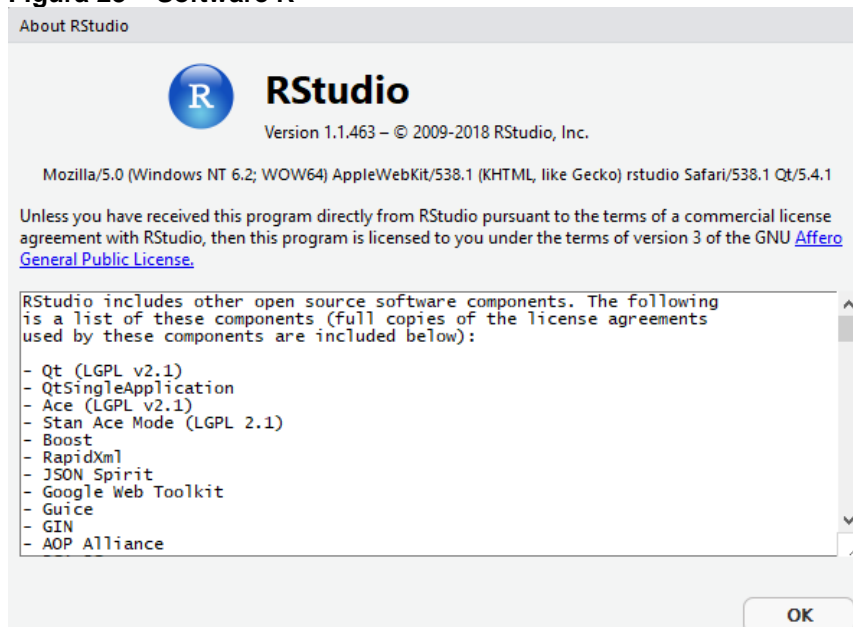 About RStudio
R
RStudio
Version 1.1.463 – © 2009-2018 RStudio, Inc.
Mozilla/5.0 (Windows NT 6.2; WOW64) AppleWebKit/538.1 (KHTML, like Gecko) rstudio Safari/538.1 Qt/5.4.1
Unless you have received this program directly from RStudio pursuant to the terms of a commercial license
agreement with RStudio, then this program is licensed to you under the terms of version 3 of the GNU Affero
General Public License.
RStudio includes other open source software components. The following
is a list of these components (full copies of the license agreements
used by these components are included below):
- Qt (LGPL v2.1)
- QtSingleApplication
- Ace (LGPL v2.1)
- Stan Ace Mode (LGPL 2.1)
- Boost
- RapidXml
- JSON Spirit
- Google Web Toolkit
- Guice
- GIN
- AOP Alliance
OK